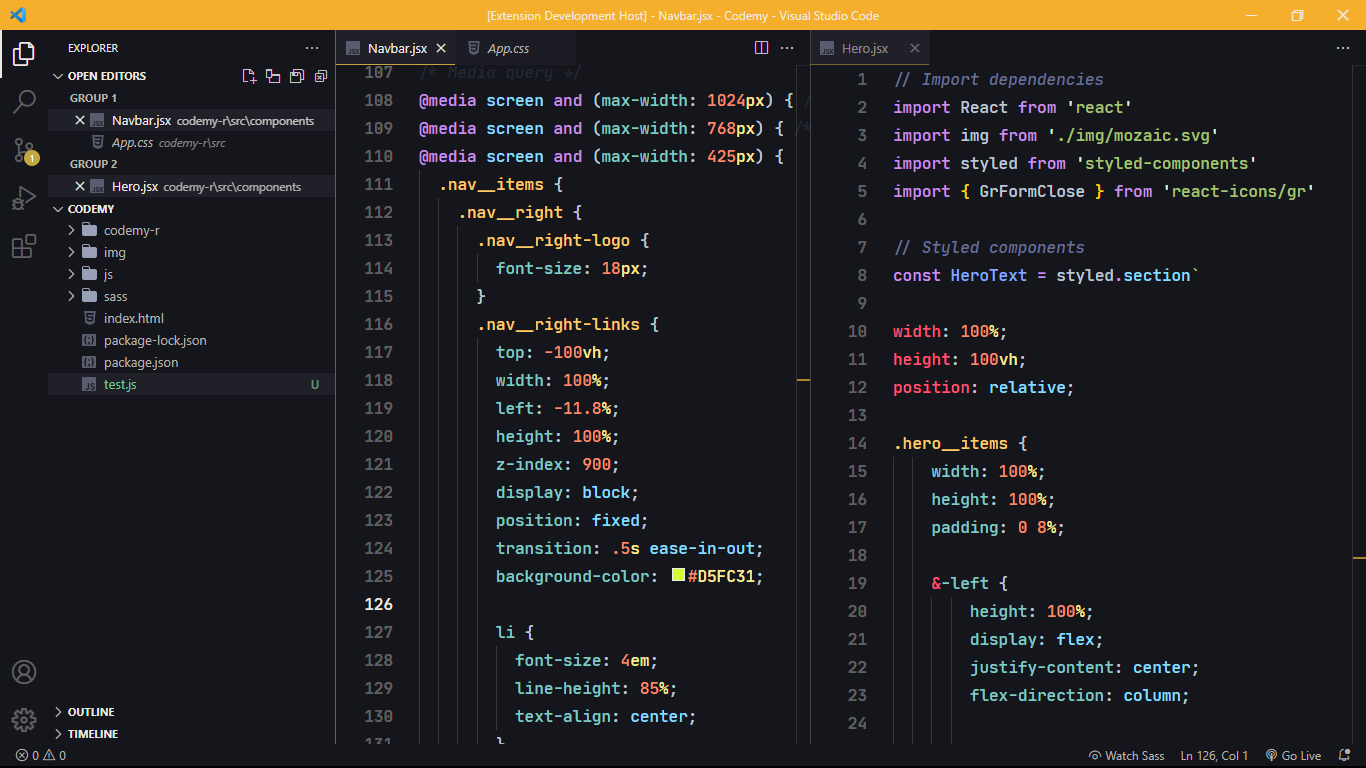 [Extension Development Host] - Navbar.jsx - Codemy - Visual Studio Code
EXPLORER
OPEN EDITORS
GROUP 1
Navbar.jsx codemy-r\src\components
App.css codemy-r\src
GROUP 2
Hero.jsx codemy-r\src\components
CODEMY
codemy-r
img
js
sass
index.html
package-lock.json
package.json
test.js U
OUTLINE
TIMELINE
1
Navbar.jsx
App.css
107 /* Media query */
108 @media screen and (max-width: 1024px) { /
109 @media screen and (max-width: 768px) { /*
110 @media screen and (max-width: 425px) {
111 .nav__items {
112 .nav__right {
113 .nav__right-logo {
114 font-size: 18px;
115 }
116 .nav__right-links {
117 top: -100vh;
118 width: 100%;
119 left: -11.8%;
120 height: 100%;
121 z-index: 900;
122 display: block;
123 position: fixed;
124 transition: .5s ease-in-out;
125 background-color: #D5FC31;
126
127 li {
128 font-size: 4em;
129 line-height: 85%;
130 text-align: center;
131 }
Hero.jsx
1 // Import dependencies
2 import React from 'react'
3 import img from './img/mozaic.svg'
4 import styled from 'styled-components'
5 import { GrFormClose } from 'react-icons/gr'
6
7 // Styled components
8 const HeroText = styled.section`
9
10 width: 100%;
11 height: 100vh;
12 position: relative;
13
14 .hero__items {
15 width: 100%;
16 height: 100%;
17 padding: 0 8%;
18
19 &-left {
20 height: 100%;
21 display: flex;
22 justify-content: center;
23 flex-direction: column;
24
0 0
Watch Sass
Ln 126, Col 1
Go Live